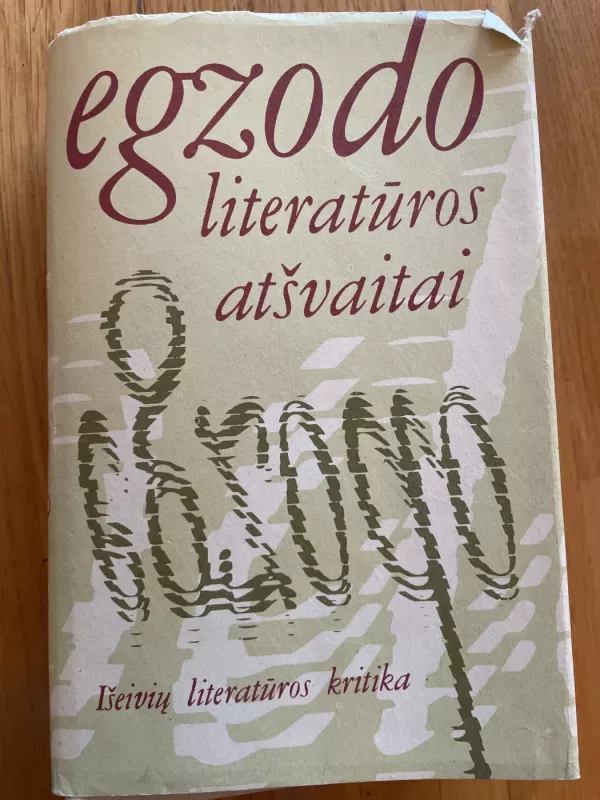 egzodo
literatūros
atšvaitai
Išeivių literatūros kritika